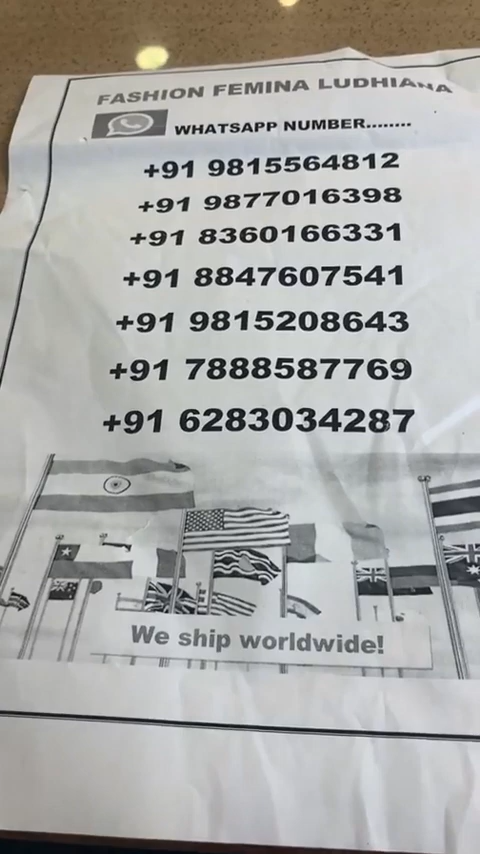 FASHION FEMINA LUDHIANA
WHATSAPP NUMBER........
+91 9815564812
+91 9877016398
+91 8360166331
+91 8847607541
+91 9815208643
+91 7888587769
+91 6283034287
We ship worldwide!